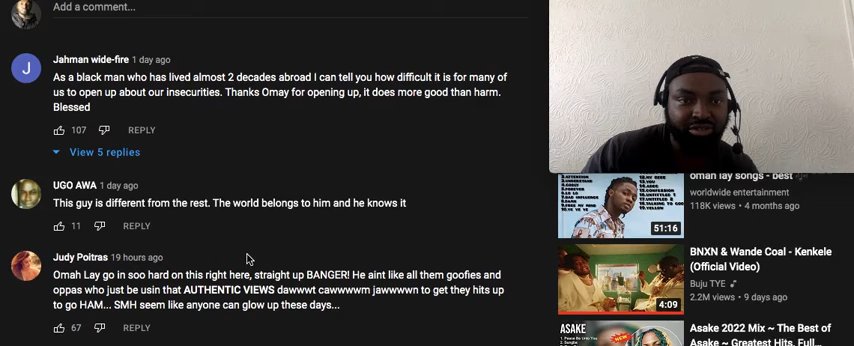 Add a comment...
Jahman wide-fire 1 day ago
As a black man who has lived almost 2 decades abroad I can tell you how difficult it is for many of
us to open up about our insecurities. Thanks Omay for opening up, it does more good than harm.
Blessed
107 REPLY
View 5 replies
UGO AWA 1 day ago
This guy is different from the rest. The world belongs to him and he knows it
11 REPLY
Judy Poitras 19 hours ago
Omah Lay go in soo hard on this right here, straight up BANGER! He aint like all them goofies and
oppas who just be usin that AUTHENTIC VIEWS dawwwt cawwwwm jawwwwn to get they hits up
to go HAM... SMH seem like anyone can glow up these days...
67 REPLY
J
omah lay songs - best
worldwide entertainment
118K views • 4 months ago
51:16
BNXN & Wande Coal - Kenkele
(Official Video)
Buju TYE
2.2M views • 9 days ago
4:09
ASAKE
Asake 2022 Mix ~ The Best of
Asake ~ Greatest Hits, Full...